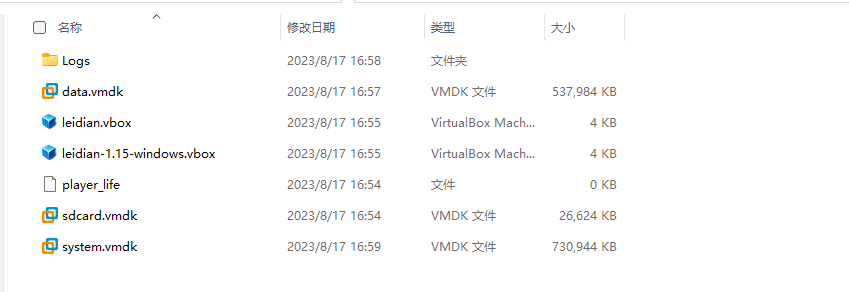 名称 修改日期 类型 大小
Logs 2023/8/17 16:58 文件夹
data.vmdk 2023/8/17 16:57 VMDK 文件 537,984 KB
leidian.vbox 2023/8/17 16:55 VirtualBox Mach... 4 KB
leidian-1.15-windows.vbox 2023/8/17 16:55 VirtualBox Mach... 4 KB
player_life 2023/8/17 16:54 文件 0 KB
sdcard.vmdk 2023/8/17 16:54 VMDK 文件 26,624 KB
system.vmdk 2023/8/17 16:59 VMDK 文件 730,944 KB